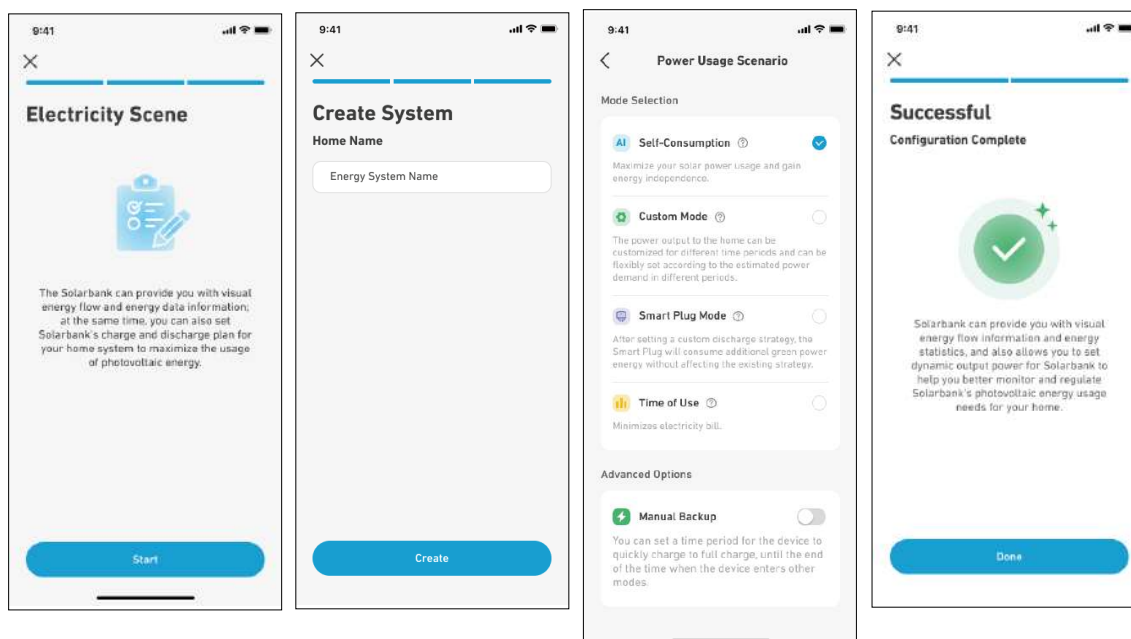 9:41
Electricity Scene
The Solarbank can provide you with visual
energy flow and energy data information;
at the same time, you can also set
Solarbank's charge and discharge plan for
your home system to maximize the usage
of photovoltaic energy.
Start
9:41
Create System
Home Name
Energy System Name
Create
9:41
Power Usage Scenario
Mode Selection
AI Self-Consumption ?
Maximize your solar power usage and gain
energy independence.
Custom Mode ?
The power output to the home can be
customized for different time periods and can be
flexibly set according to the estimated power
demand in different periods.
Smart Plug Mode ?
After setting a custom discharge strategy, the
Smart Plug will consume additional green power
energy without affecting the existing strategy.
Time of Use ?
Minimizes electricity bill.
Advanced Options
Manual Backup
You can set a time period for the device to
quickly charge to full charge, until the end
of the time when the device enters other
modes.
9:41
Successful
Configuration Complete
Solarbank can provide you with visual
energy flow information and energy
statistics, and also allows you to set
dynamic output power for Solarbank to
help you better monitor and regulate
Solarbank's photovoltaic energy usage
needs for your home.
Done